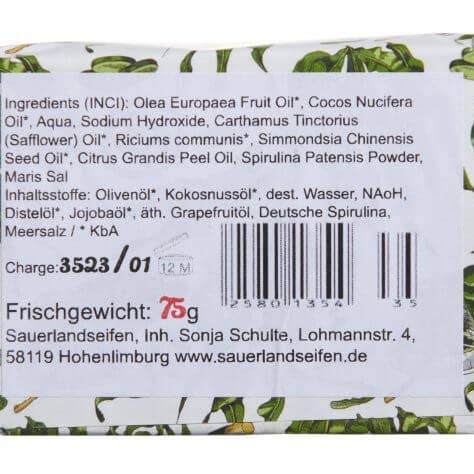 Ingredients (INCI): Olea Europaea Fruit Oil*, Cocos Nucifera
Oil*, Aqua, Sodium Hydroxide, Carthamus Tinctorius
(Safflower) Oil*, Riciums communis*, Simmondsia Chinensis
Seed Oil*, Citrus Grandis Peel Oil, Spirulina Patensis Powder,
Maris Sal
Inhaltsstoffe: Olivenöl*, Kokosnussöl*, dest. Wasser, NAoH,
Distelöl*, Jojobaöl*, äth. Grapefruitöl, Deutsche Spirulina,
Meersalz / * KbA
Charge: 3523/01 12 M
2580 1354 35
Frischgewicht: 75g
Sauerlandseifen, Inh. Sonja Schulte, Lohmannstr. 4,
58119 Hohenlimburg www.sauerlandseifen.de